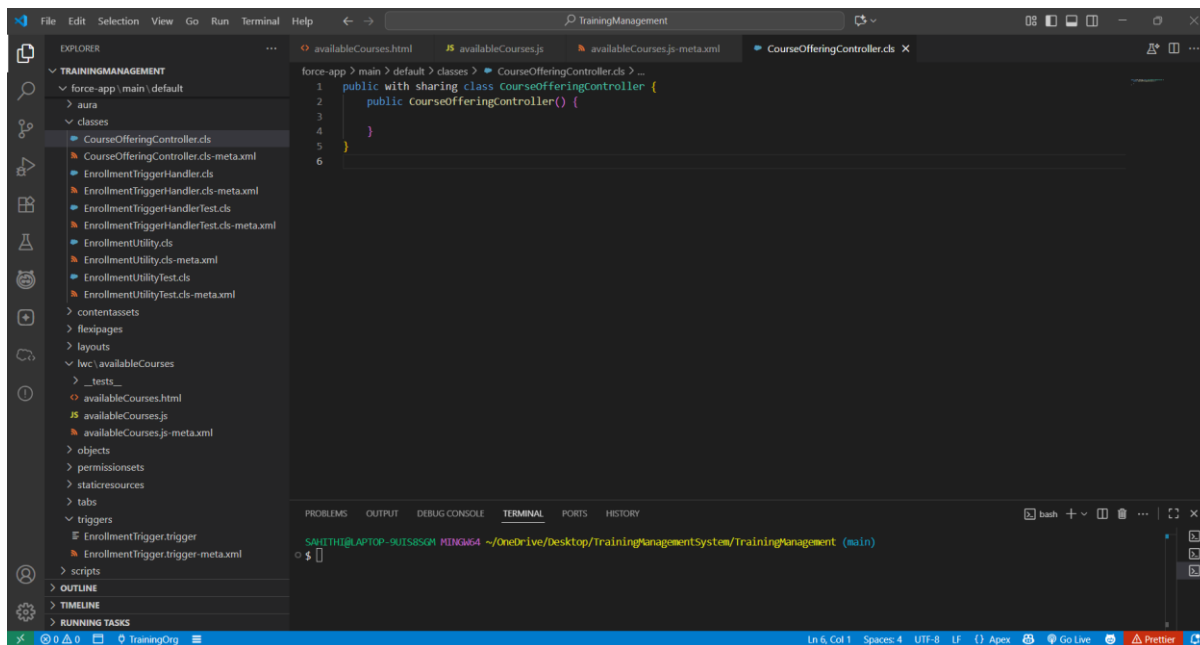 File Edit Selection View Go Run Terminal Help
TrainingManagement
EXPLORER
TRAININGMANAGEMENT
force-app\main\default
aura
classes
CourseOfferingController.cls
CourseOfferingController.cls-meta.xml
EnrollmentTriggerHandler.cls
EnrollmentTriggerHandler.cls-meta.xml
EnrollmentTriggerHandlerTest.cls
EnrollmentTriggerHandlerTest.cls-meta.xml
EnrollmentUtility.cls
EnrollmentUtility.cls-meta.xml
EnrollmentUtilityTest.cls
EnrollmentUtilityTest.cls-meta.xml
contentassets
flexipages
layouts
lwc\availableCourses
__tests__
availableCourses.html
JS availableCourses.js
availableCourses.js-meta.xml
objects
permissionsets
staticresources
tabs
triggers
EnrollmentTrigger.trigger
EnrollmentTrigger.trigger-meta.xml
scripts
OUTLINE
TIMELINE
RUNNING TASKS
availableCourses.html JS availableCourses.js availableCourses.js-meta.xml CourseOfferingController.cls
force-app > main > default > classes > CourseOfferingController.cls > ...
1 public with sharing class CourseOfferingController {
2 public CourseOfferingController() {
3
4 }
5 }
6
PROBLEMS OUTPUT DEBUG CONSOLE TERMINAL PORTS HISTORY
bash
SAHITHI@LAPTOP-9UIS8SGM MINGW64 ~/OneDrive/Desktop/TrainingManagementSystem/TrainingManagement (main)
$
0 0 TrainingOrg
Ln 6, Col 1 Spaces: 4 UTF-8 LF {} Apex Go Live Prettier